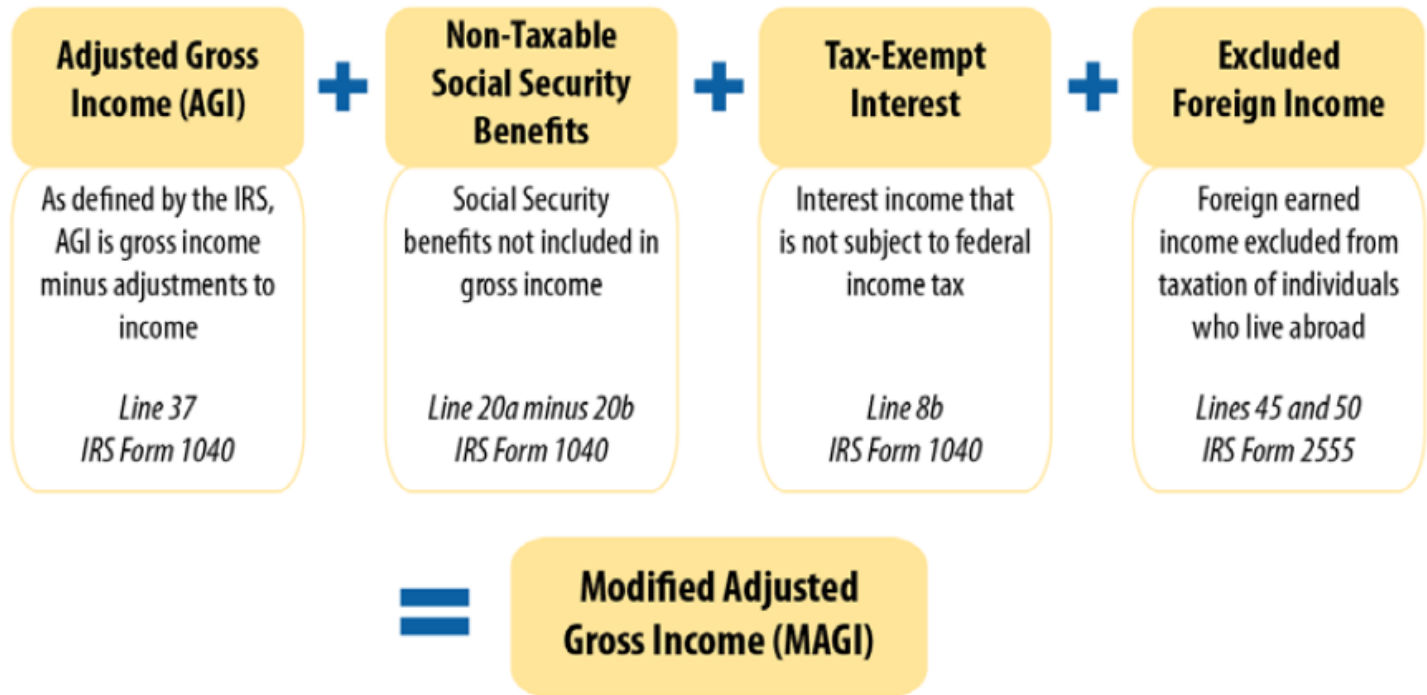 Adjusted Gross
Income (AGI)
+
Non-Taxable
Social Security
Benefits
+
Tax-Exempt
Interest
+
Excluded
Foreign Income
As defined by the IRS,
AGI is gross income
minus adjustments to
income
Line 37
IRS Form 1040
Social Security
benefits not included in
gross income
Line 20a minus 20b
IRS Form 1040
Interest income that
is not subject to federal
income tax
Line 8b
IRS Form 1040
Foreign earned
income excluded from
taxation of individuals
who live abroad
Lines 45 and 50
IRS Form 2555
=
Modified Adjusted
Gross Income (MAGI)